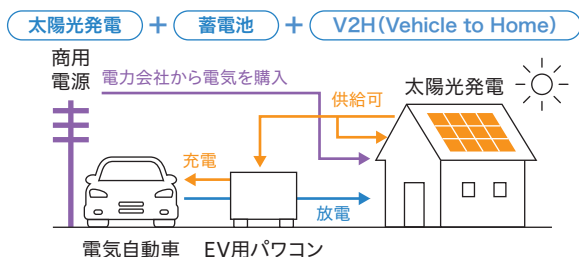 太陽光発電 + 蓄電池 + V2H(Vehicle to Home)
商用
電源
電力会社から電気を購入
太陽光発電
供給可
充電
放電
電気自動車
EV用パワコン